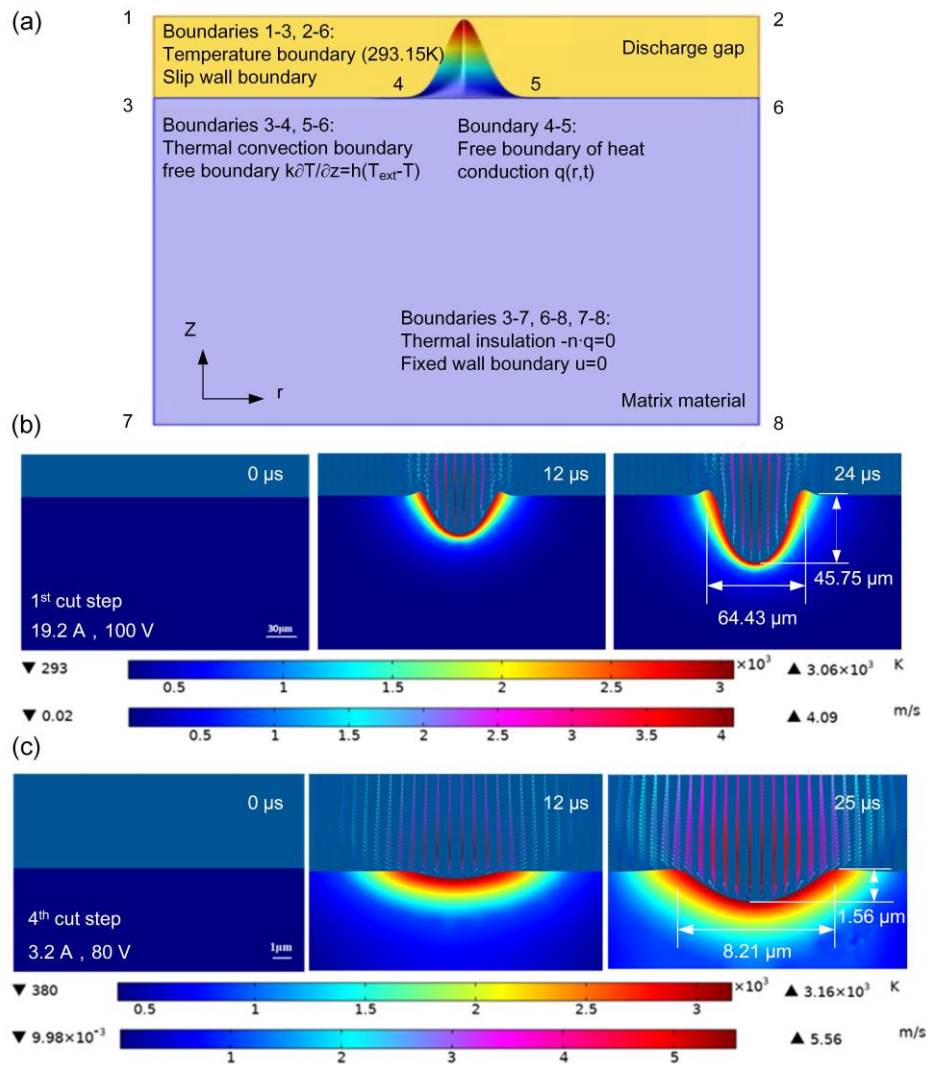 (a)
1
2
Boundaries 1-3, 2-6:
Temperature boundary (293.15K)
Slip wall boundary
Discharge gap
4
5
3
6
Boundaries 3-4, 5-6:
Thermal convection boundary
free boundary k∂T/∂z=h(Text-T)
Boundary 4-5:
Free boundary of heat
conduction q(r,t)
Boundaries 3-7, 6-8, 7-8:
Thermal insulation -n·q=0
Fixed wall boundary u=0
Z
r
Matrix material
7
8
(b)
0 μs
12 μs
24 μs
1st cut step
19.2 A , 100 V
30μm
45.75 μm
64.43 μm
▼ 293
0.5 1 1.5 2 2.5 3
×10³
▲ 3.06×10³ K
▼ 0.02
0.5 1 1.5 2 2.5 3 3.5 4
▲ 4.09 m/s
(c)
0 μs
12 μs
25 μs
4th cut step
3.2 A , 80 V
1μm
1.56 μm
8.21 μm
▼ 380
0.5 1 1.5 2 2.5 3
×10³
▲ 3.16×10³ K
▼ 9.98×10⁻³
1 2 3 4 5
▲ 5.56 m/s